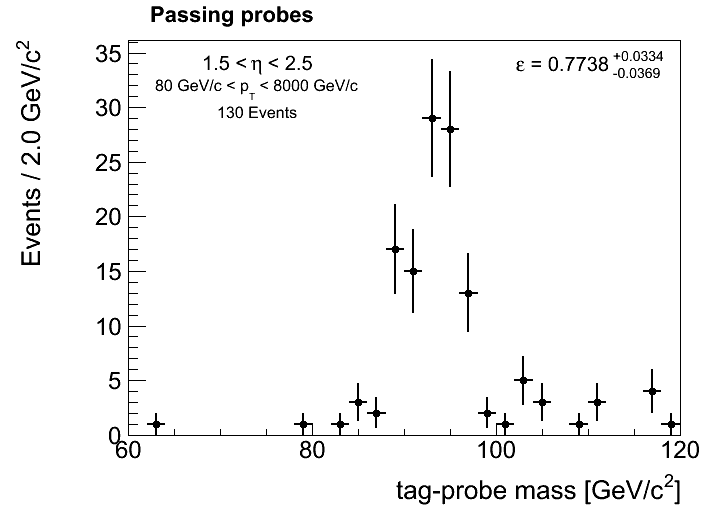 Passing probes
1.5 < η < 2.5
80 GeV/c < p_T < 8000 GeV/c
130 Events
ε = 0.7738 +0.0334 -0.0369
Events / 2.0 GeV/c²
35
30
25
20
15
10
5
0
60 80 100 120
tag-probe mass [GeV/c²]